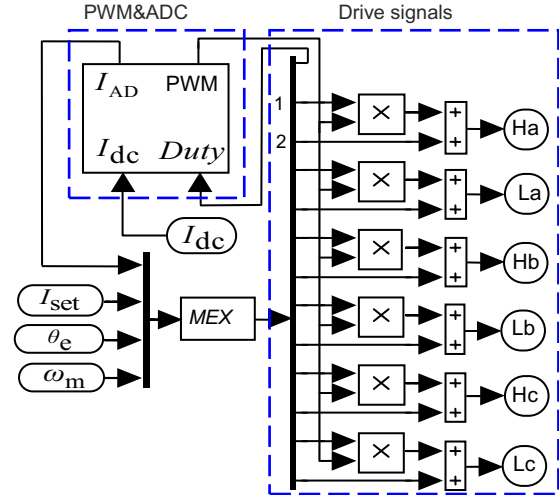 PWM&ADC
Drive signals
I_AD
PWM
I_dc
Duty
I_dc
I_set
θ_e
ω_m
MEX
1
2
×
+
+
Ha
×
+
+
La
×
+
+
Hb
×
+
+
Lb
×
+
+
Hc
×
+
+
Lc